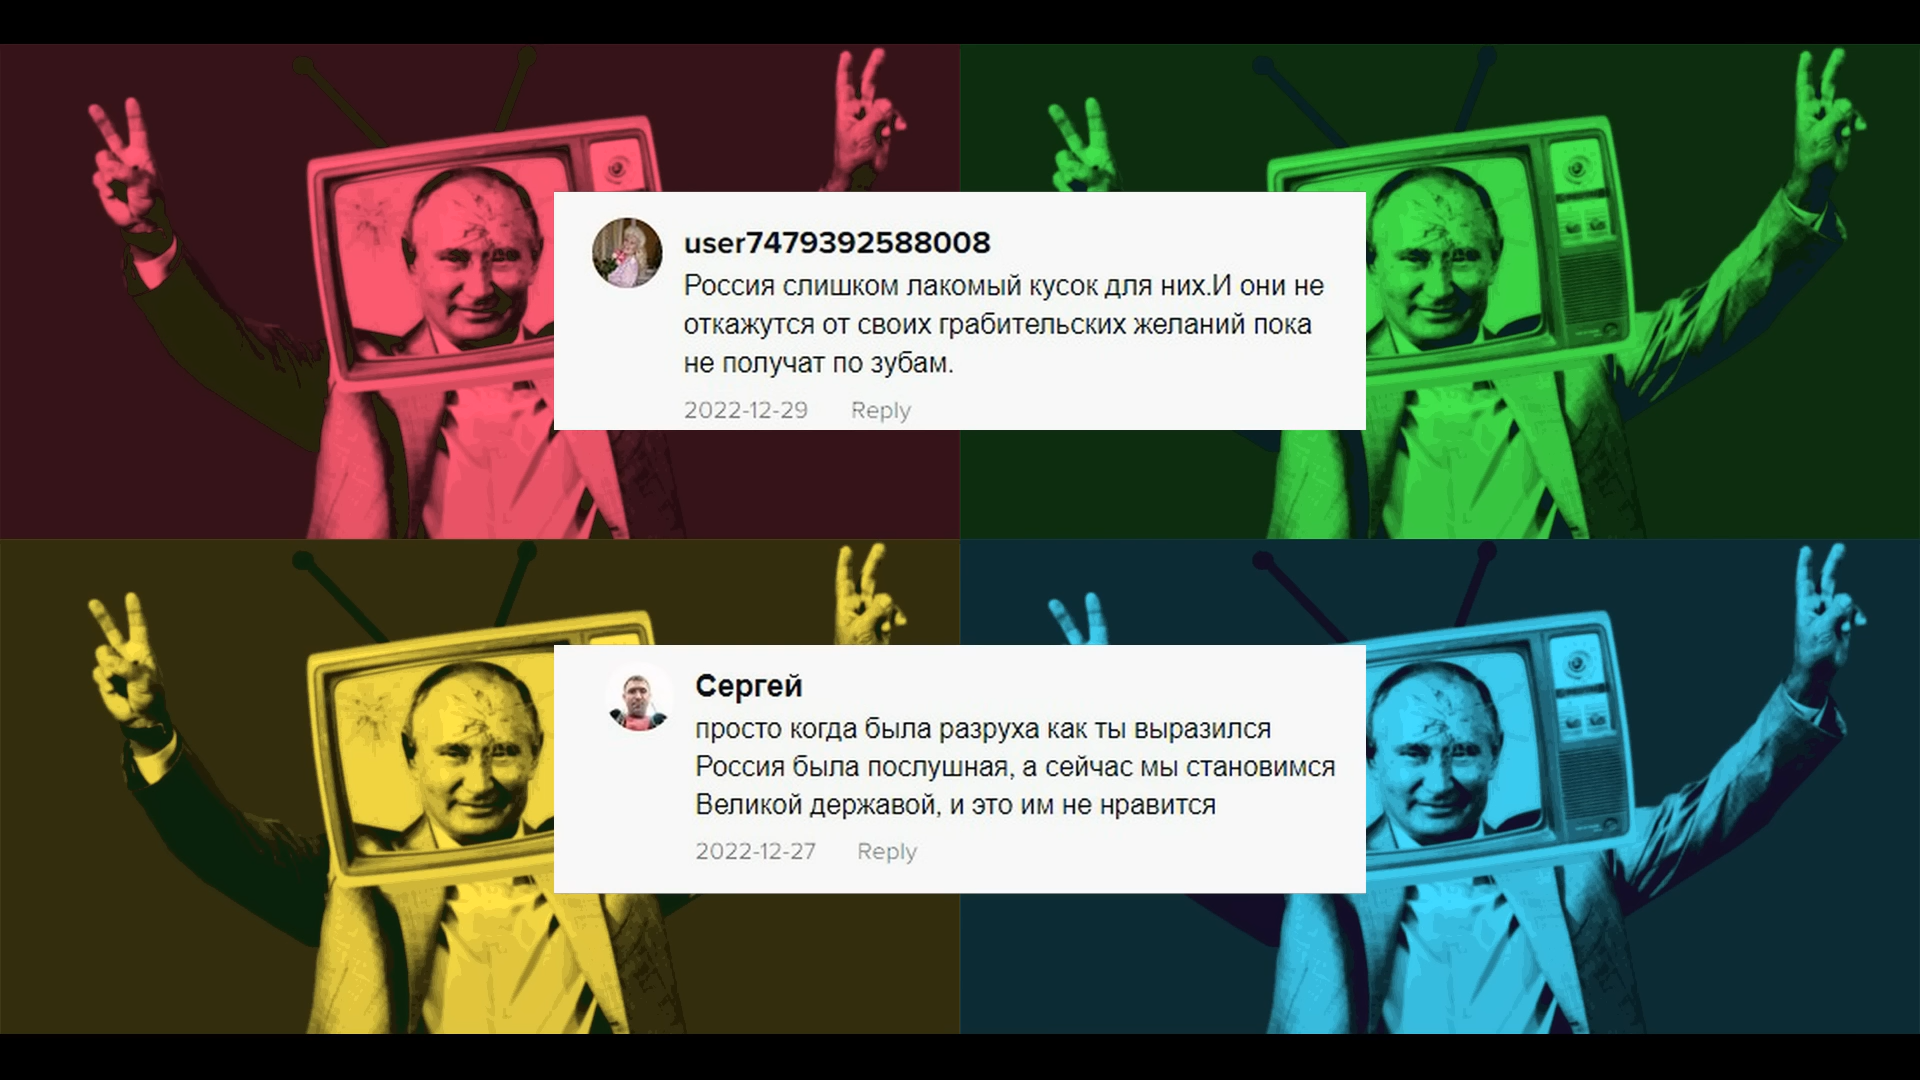 user7479392588008
Россия слишком лакомый кусок для них.И они не
откажутся от своих грабительских желаний пока
не получат по зубам.
2022-12-29 Reply
Сергей
просто когда была разруха как ты выразился
Россия была послушная, а сейчас мы становимся
Великой державой, и это им не нравится
2022-12-27 Reply